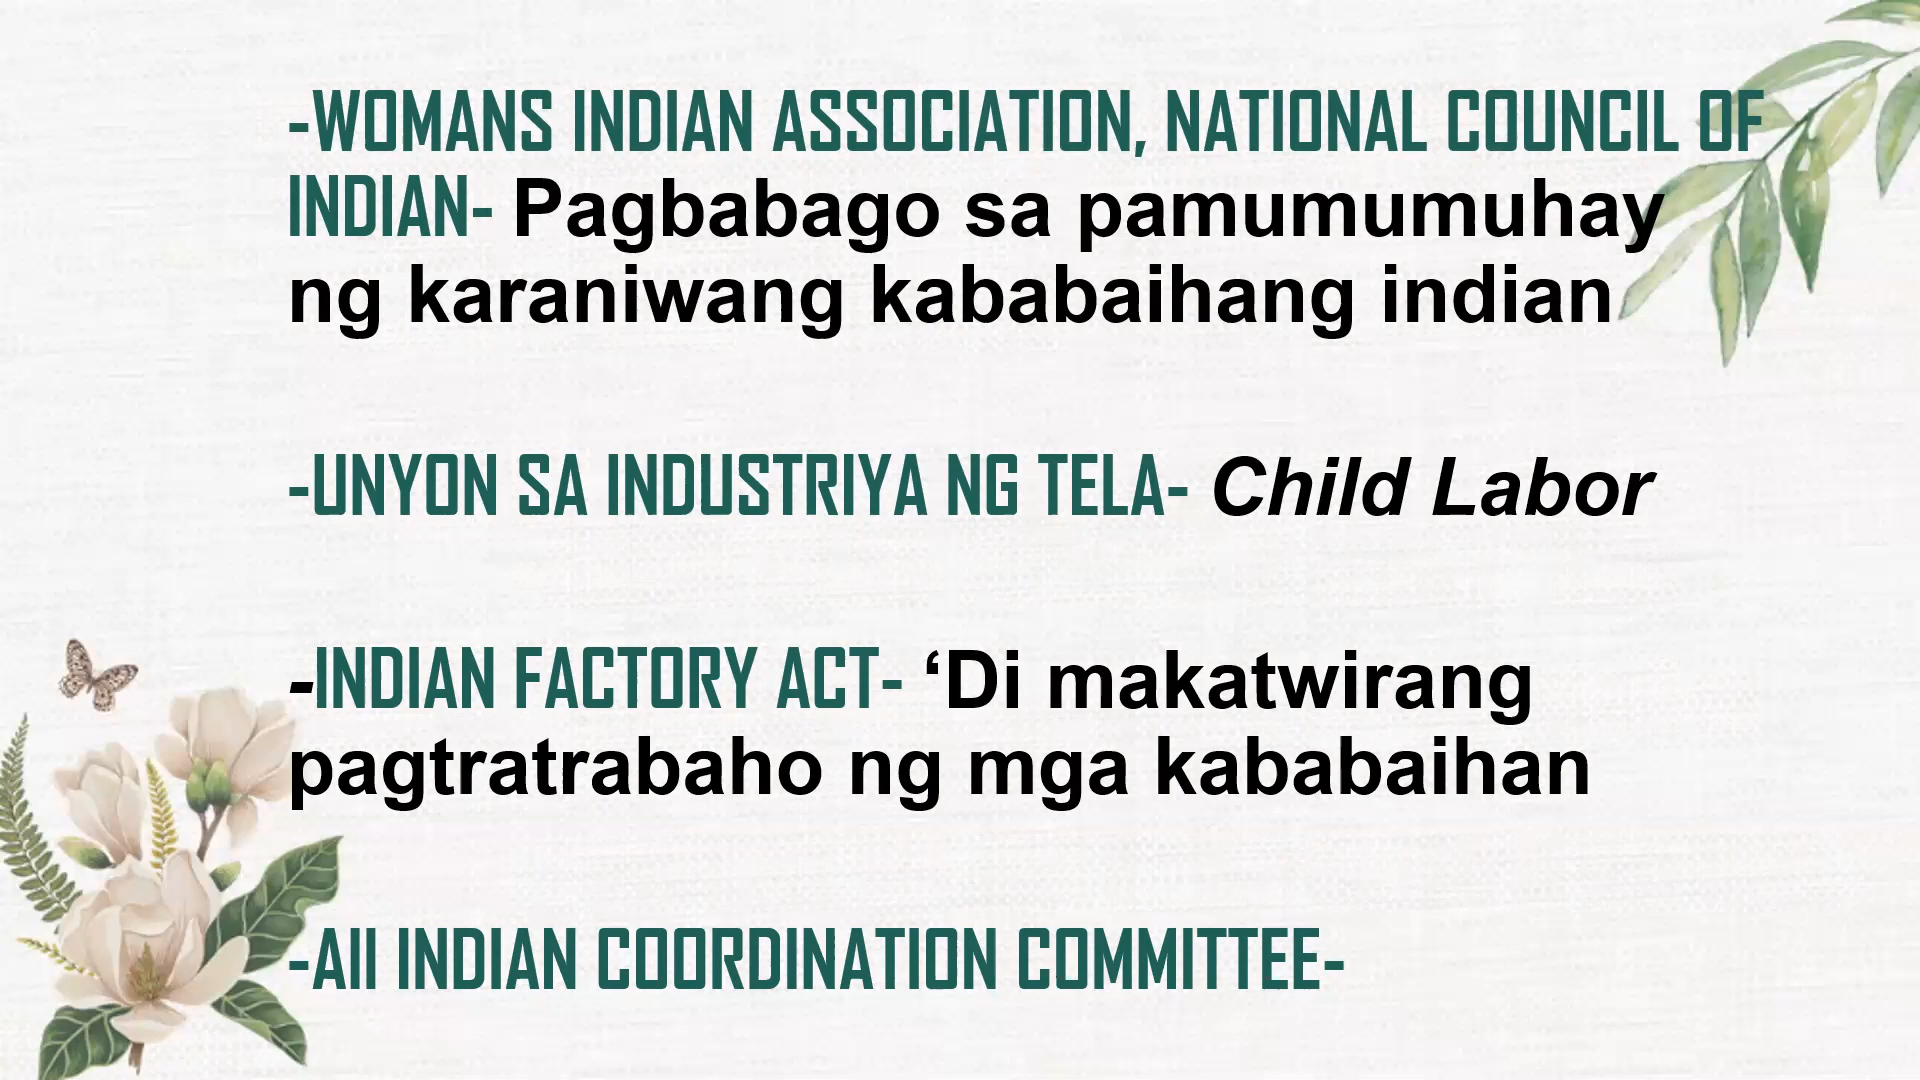 -WOMANS INDIAN ASSOCIATION, NATIONAL COUNCIL OF
INDIAN- Pagbabago sa pamumumuhay
ng karaniwang kababaihang indian
-UNYON SA INDUSTRIYA NG TELA- Child Labor
-INDIAN FACTORY ACT- ‘Di makatwirang
pagtratrabaho ng mga kababaihan
-All INDIAN COORDINATION COMMITTEE-